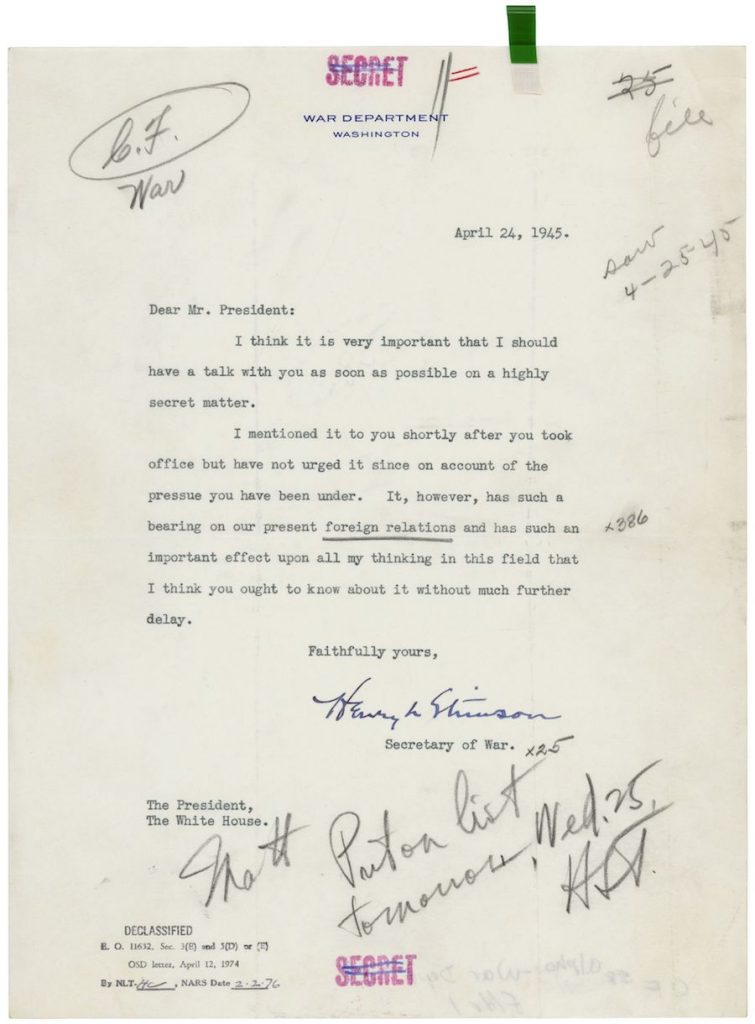 SECRET
25
file
C.F.
War
WAR DEPARTMENT
WASHINGTON
April 24, 1945.
saw
4-25-45
Dear Mr. President:
I think it is very important that I should
have a talk with you as soon as possible on a highly
secret matter.
I mentioned it to you shortly after you took
office but have not urged it since on account of the
pressue you have been under. It, however, has such a
bearing on our present foreign relations and has such an x386
important effect upon all my thinking in this field that
I think you ought to know about it without much further
delay.
Faithfully yours,
Henry L Stimson
Secretary of War. x25
The President,
The White House.
Matt Put on list
tomorrow, Wed. 25,
HST.
DECLASSIFIED
E. O. 11652, Sec. 3(E) and 5(D) or (E)
OSD letter, April 12, 1974
By NLT-HC, NARS Date 2-2-76
SECRET